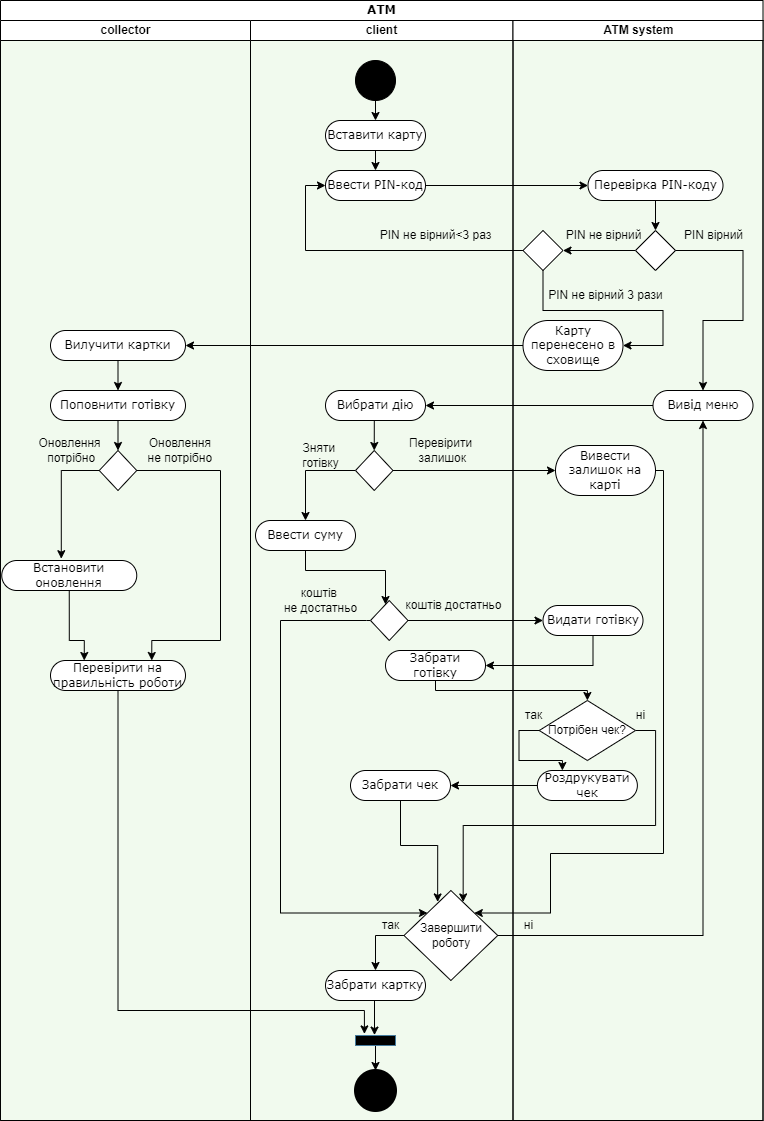 ATM
collector
client
ATM system
Вставити карту
Ввести PIN-код
Перевірка PIN-коду
PIN не вірний<3 раз
PIN не вірний
PIN вірний
PIN не вірний 3 рази
Вилучити картки
Карту
перенесено в
сховище
Поповнити готівку
Вибрати дію
Вивід меню
Оновлення
потрібно
Оновлення
не потрібно
Зняти
готівку
Перевірити
залишок
Вивести
залишок на
карті
Ввести суму
Встановити
оновлення
коштів
не достатньо
коштів достатньо
Видати готівку
Забрати
готівку
Перевірити на
правильність роботи
так
Потрібен чек?
ні
Забрати чек
Роздрукувати
чек
так
Завершити
роботу
ні
Забрати картку